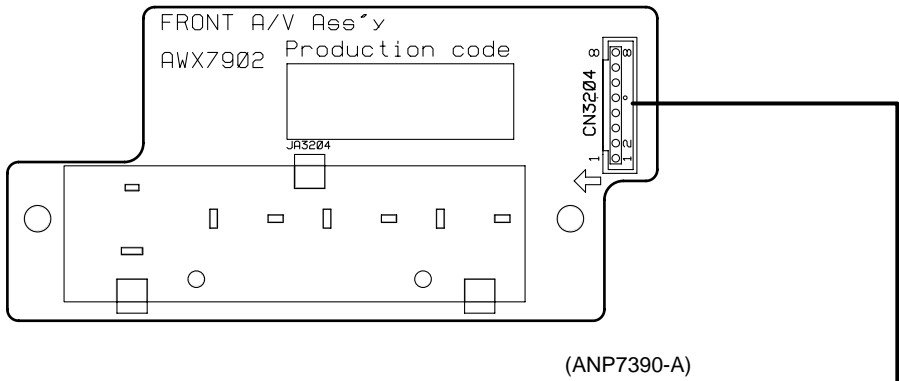 FRONT A/V Ass´y
AWX7902 Production code
JA3204
CN3204
8 8
1 1 2
(ANP7390-A)